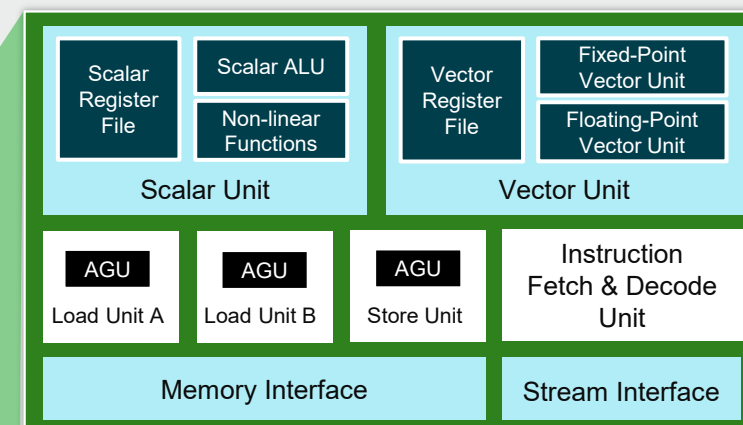 Scalar
Register
File
Scalar ALU
Non-linear
Functions
Scalar Unit
Vector
Register
File
Fixed-Point
Vector Unit
Floating-Point
Vector Unit
Vector Unit
AGU
Load Unit A
AGU
Load Unit B
AGU
Store Unit
Instruction
Fetch & Decode
Unit
Memory Interface
Stream Interface